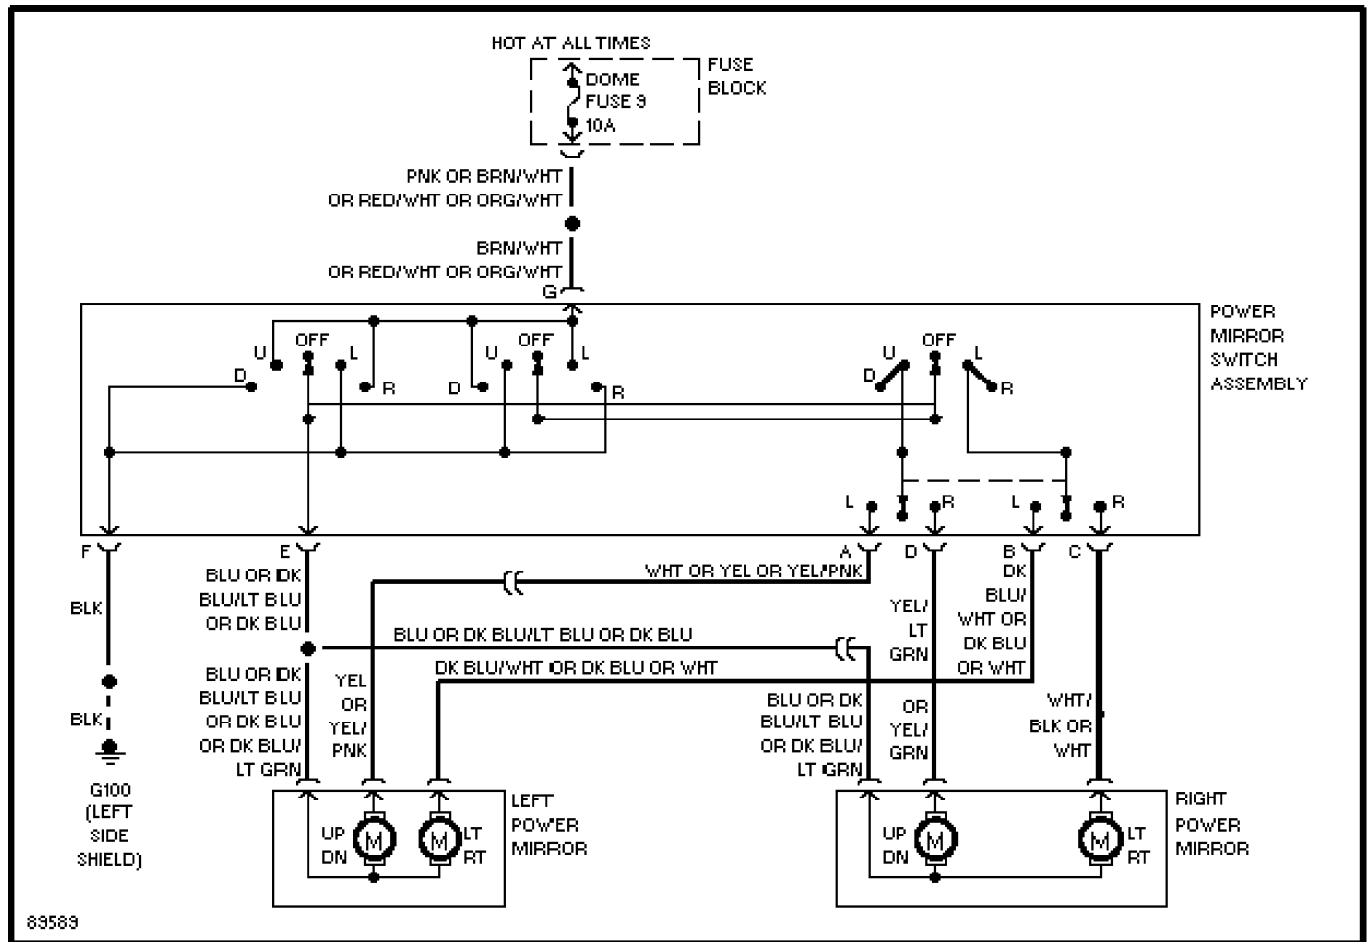 HOT AT ALL TIMES
FUSE
BLOCK
DOME
FUSE 9
10A
PNK OR BRN/WHT
OR RED/WHT OR ORG/WHT
BRN/WHT
OR RED/WHT OR ORG/WHT
G
POWER
MIRROR
SWITCH
ASSEMBLY
U OFF L
D R
U OFF L
D R
U OFF L
D R
L R L R
F E A D B C
BLU OR DK
BLU/LT BLU
OR DK BLU
WHT OR YEL OR YEL/PNK
BLK
YEL/
LT
GRN
DK
BLU/
WHT OR
DK BLU
OR WHT
BLU OR DK BLU/LT BLU OR DK BLU
DK BLU/WHT OR DK BLU OR WHT
BLU OR DK
BLU/LT BLU
OR DK BLU
OR DK BLU/
LT GRN
YEL
OR
YEL/
PNK
BLU OR DK
BLU/LT BLU
OR DK BLU/
LT GRN
OR
YEL/
GRN
WHT/
BLK OR
WHT
BLK
G100
(LEFT
SIDE
SHIELD)
UP
DN
M
M
LT
RT
LEFT
POWER
MIRROR
UP
DN
M
M
LT
RT
RIGHT
POWER
MIRROR
89589